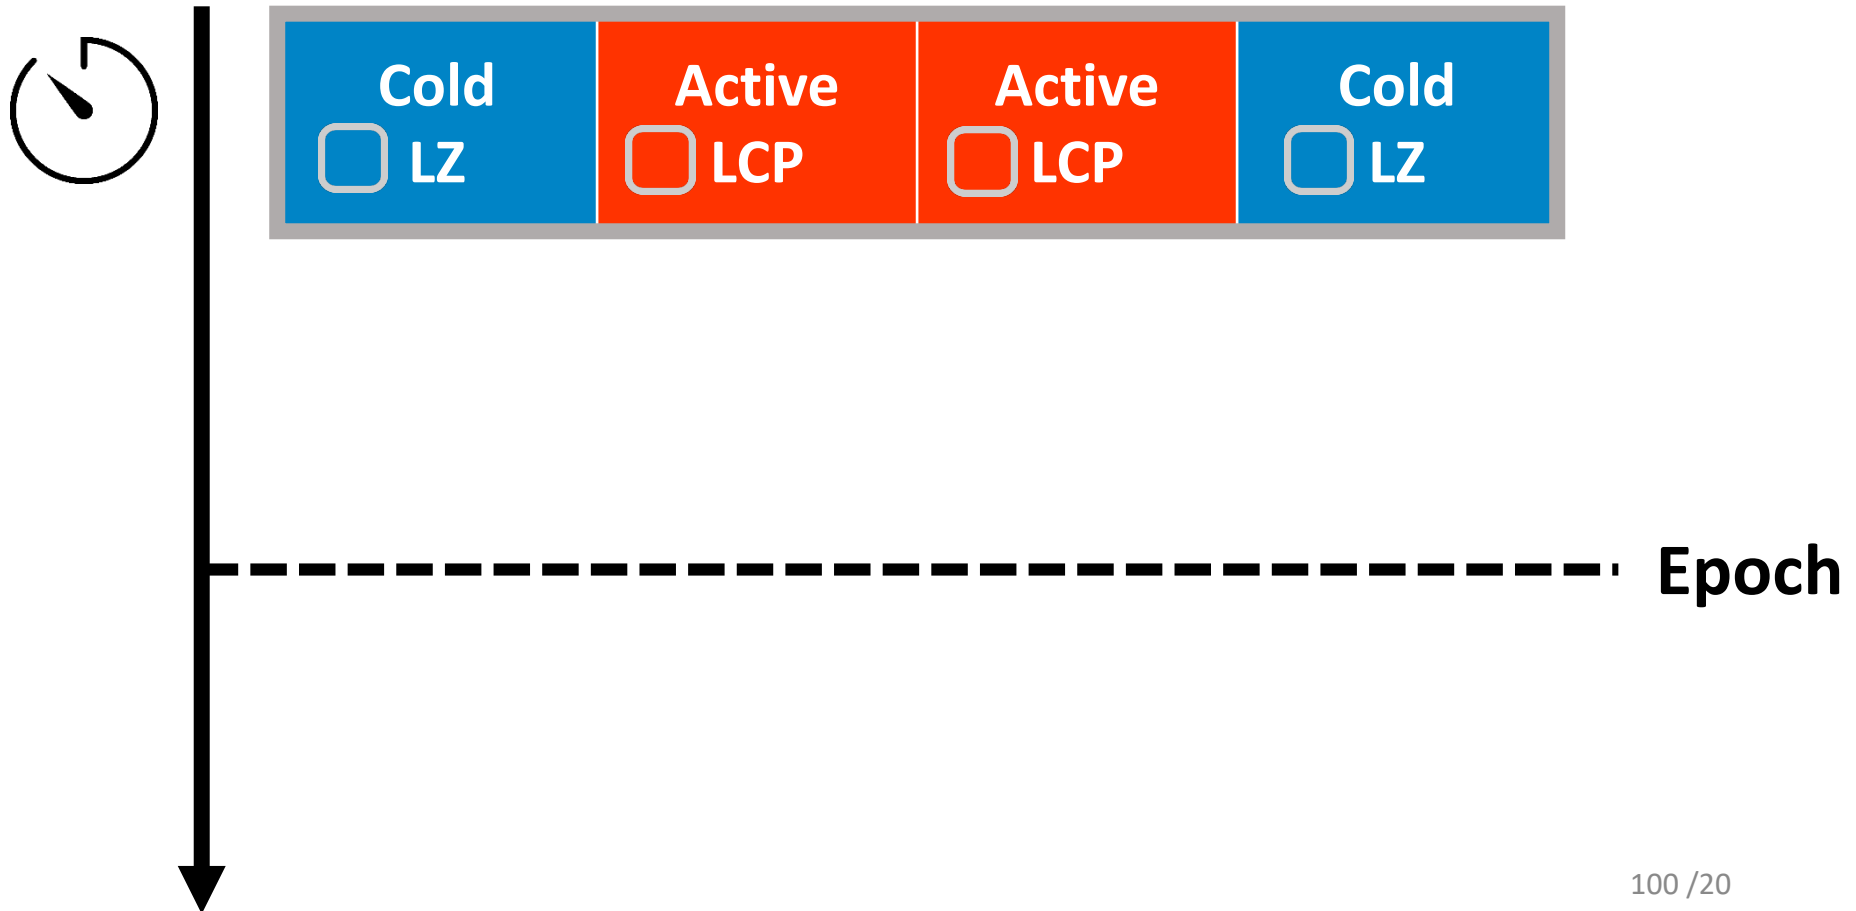 Cold
LZ
Active
LCP
Active
LCP
Cold
LZ
Epoch
100 /20